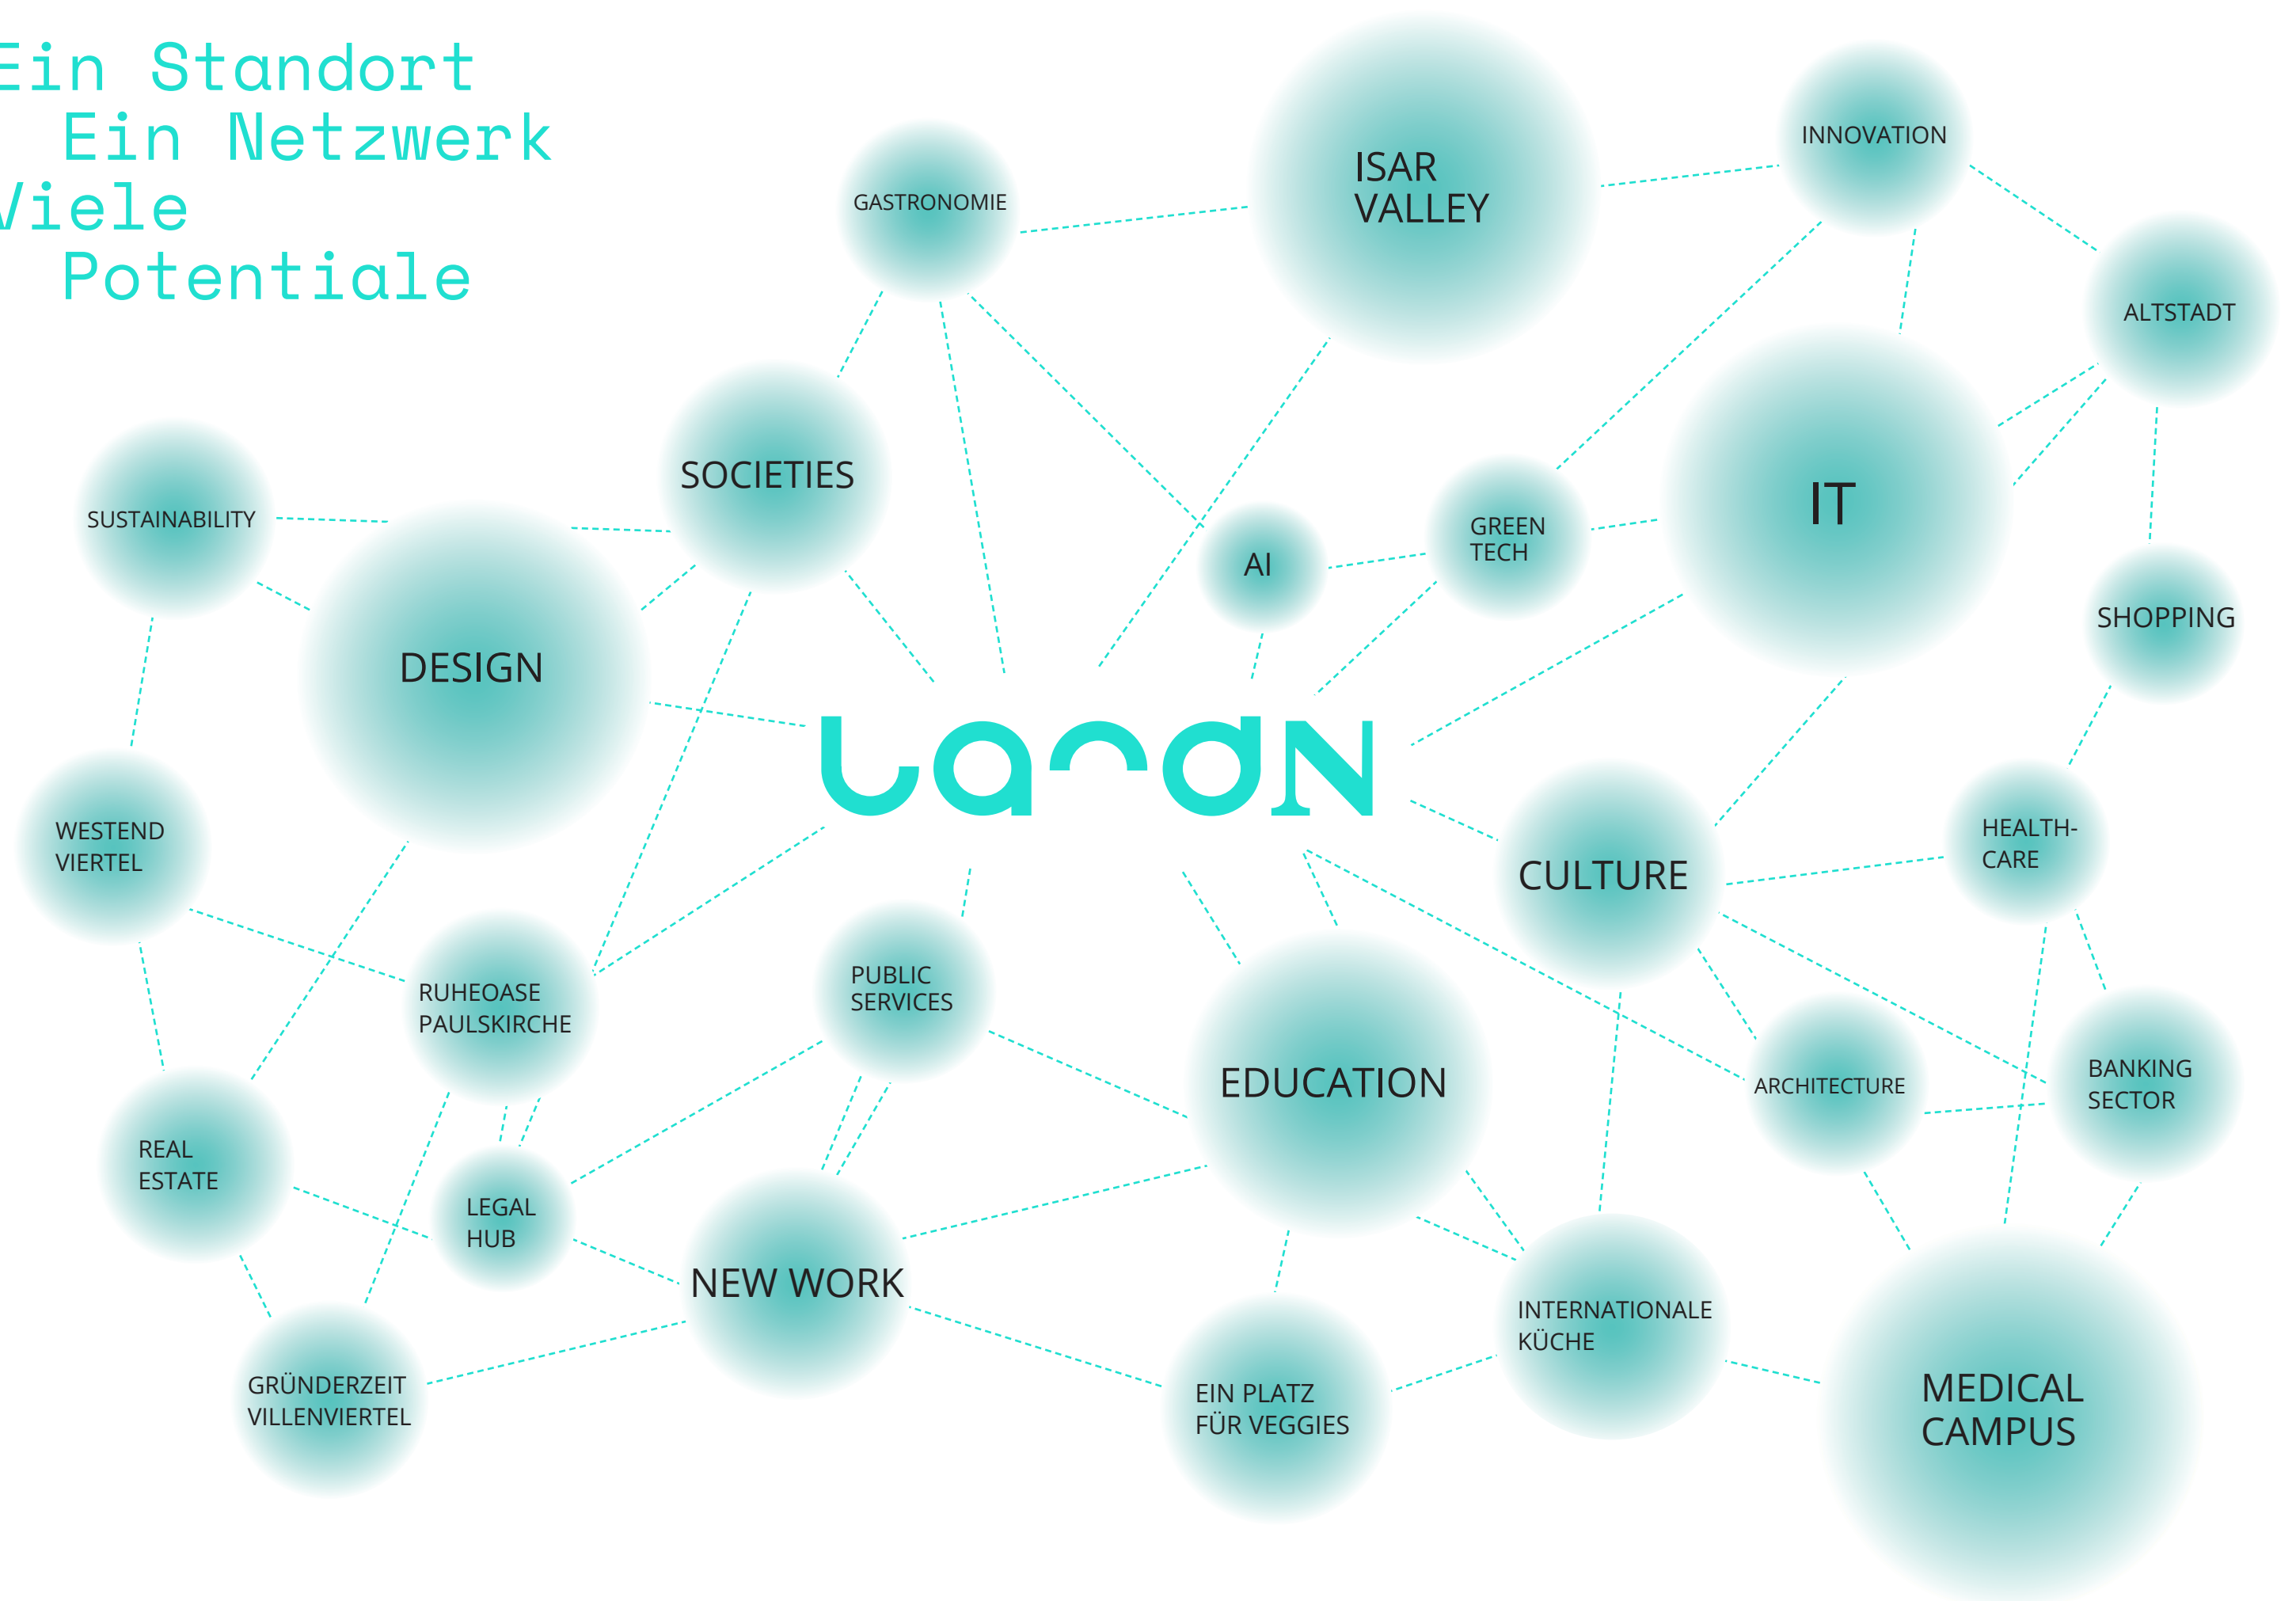 Ein Standort
Ein Netzwerk
Viele
Potentiale
ISAR
VALLEY
INNOVATION
GASTRONOMIE
ALTSTADT
SOCIETIES
IT
SUSTAINABILITY
GREEN
TECH
AI
SHOPPING
DESIGN
LandN
WESTEND
VIERTEL
CULTURE
HEALTH-
CARE
RUHEOASE
PAULSKIRCHE
PUBLIC
SERVICES
EDUCATION
ARCHITECTURE
BANKING
SECTOR
REAL
ESTATE
LEGAL
HUB
NEW WORK
INTERNATIONALE
KÜCHE
GRÜNDERZEIT
VILLENVIERTEL
EIN PLATZ
FÜR VEGGIES
MEDICAL
CAMPUS